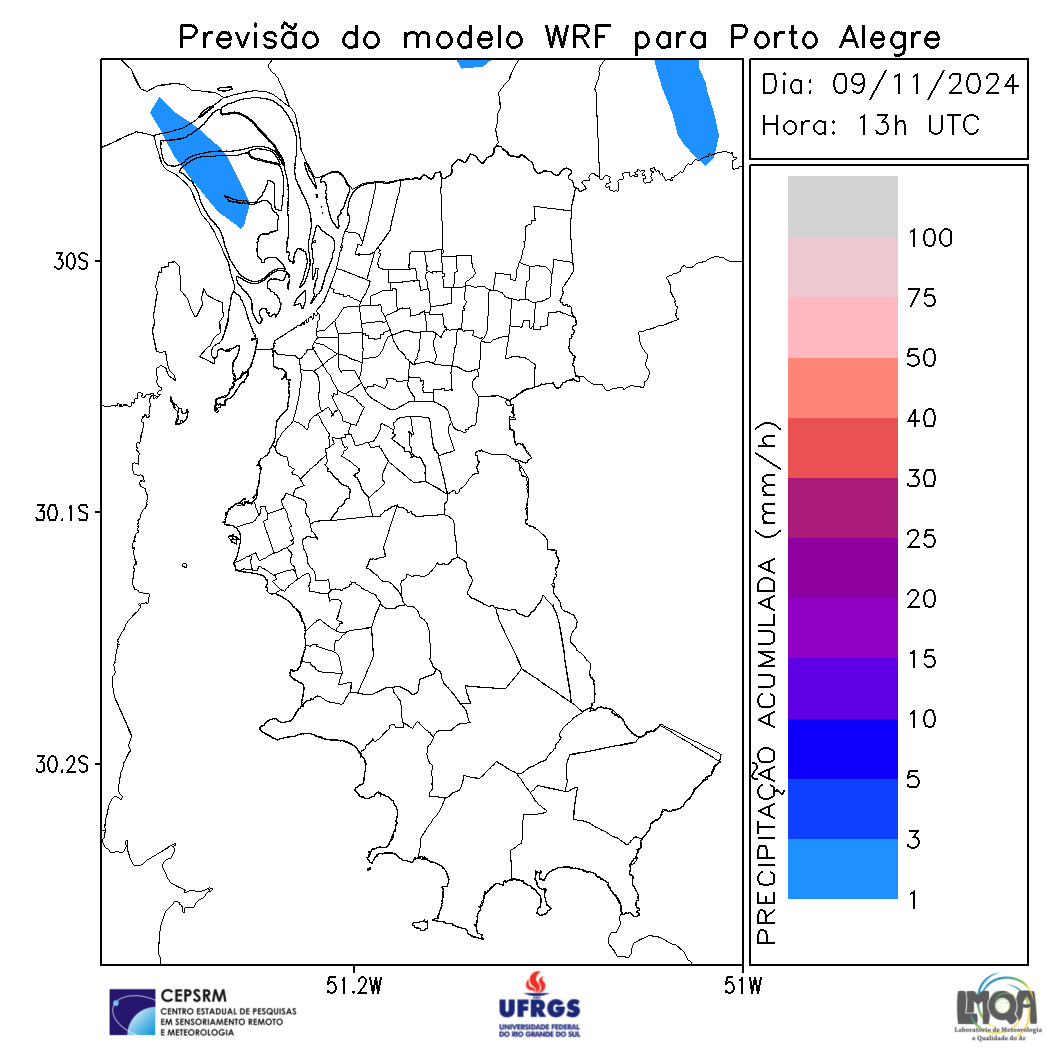 Previsão do modelo WRF para Porto Alegre
Dia: 09/11/2024
Hora: 13h UTC
30S
30.1S
30.2S
51.2W
51W
PRECIPITAÇÃO ACUMULADA (mm/h)
100
75
50
40
30
25
20
15
10
5
3
1
CEPSRM
CENTRO ESTADUAL DE PESQUISAS
EM SENSORIAMENTO REMOTO
E METEOROLOGIA
UFRGS
UNIVERSIDADE FEDERAL
DO RIO GRANDE DO SUL
LMQA
Laboratório de Meteorologia
e Qualidade do Ar